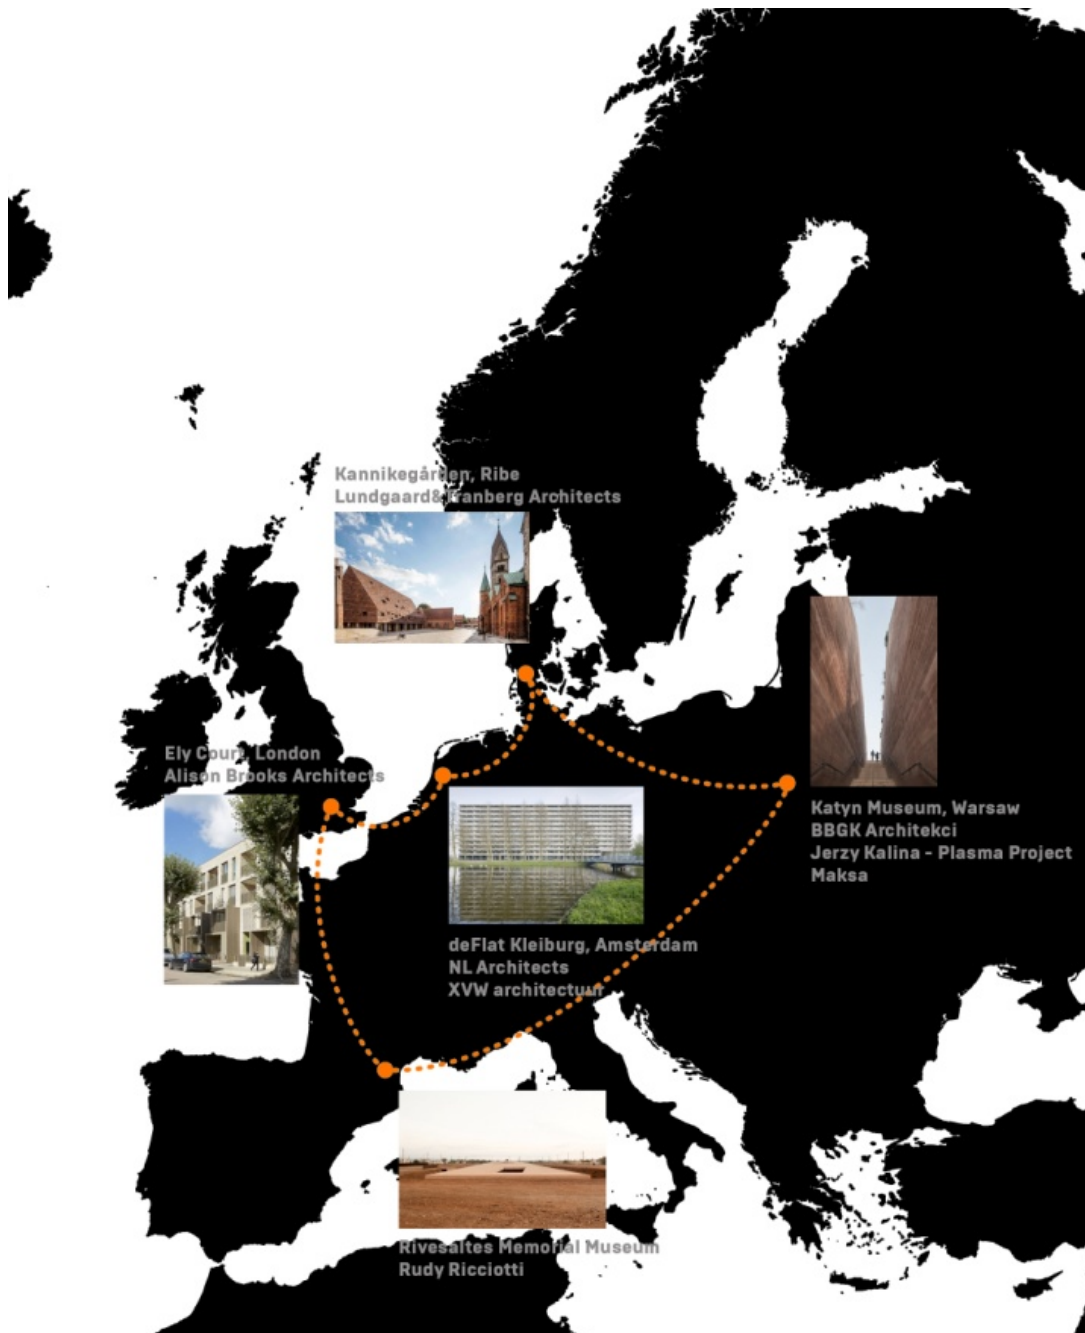 Kannikegården, Ribe
Lundgaard&Tranberg Architects
Ely Court, London
Alison Brooks Architects
Katyn Museum, Warsaw
BBGK Architekci
Jerzy Kalina - Plasma Project
Maksa
deFlat Kleiburg, Amsterdam
NL Architects
XVW architectuur
Rivesaltes Memorial Museum
Rudy Ricciotti